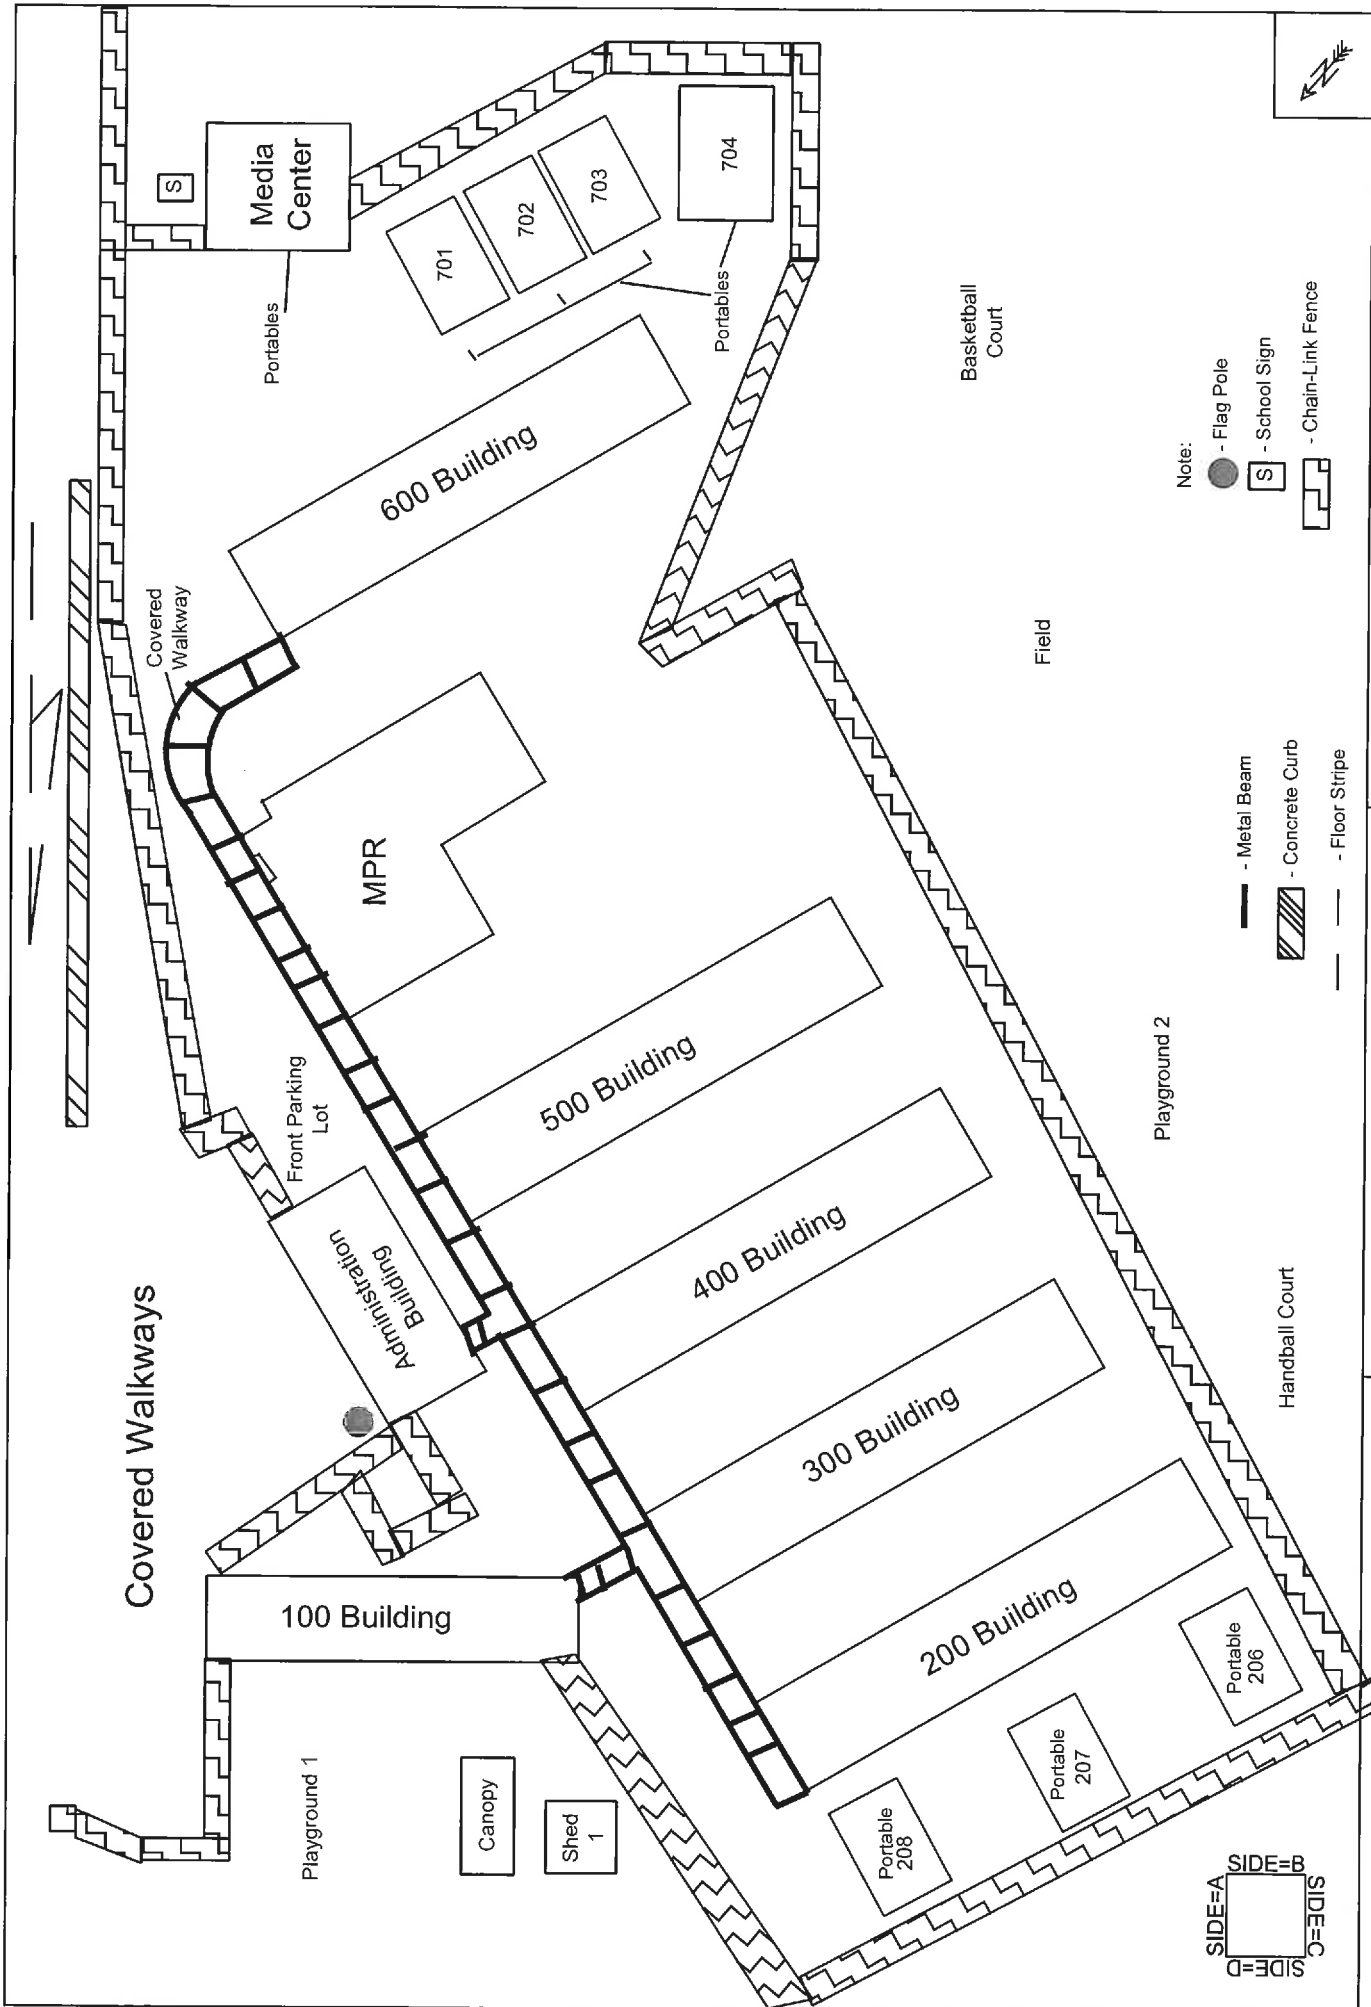 Covered Walkways
Media
Center
S
Portables
701
702
703
704
Portables
600 Building
Covered
Walkway
MPR
Front Parking
Lot
Administration
Building
500 Building
400 Building
300 Building
200 Building
100 Building
Playground 1
Canopy
Shed
1
Portable
208
Portable
207
Portable
206
Basketball
Court
Field
Playground 2
Handball Court
Note:
- Flag Pole
S - School Sign
- Chain-Link Fence
- Metal Beam
- Concrete Curb
- Floor Stripe
SIDE=A
SIDE=B
SIDE=C
SIDE=D
N